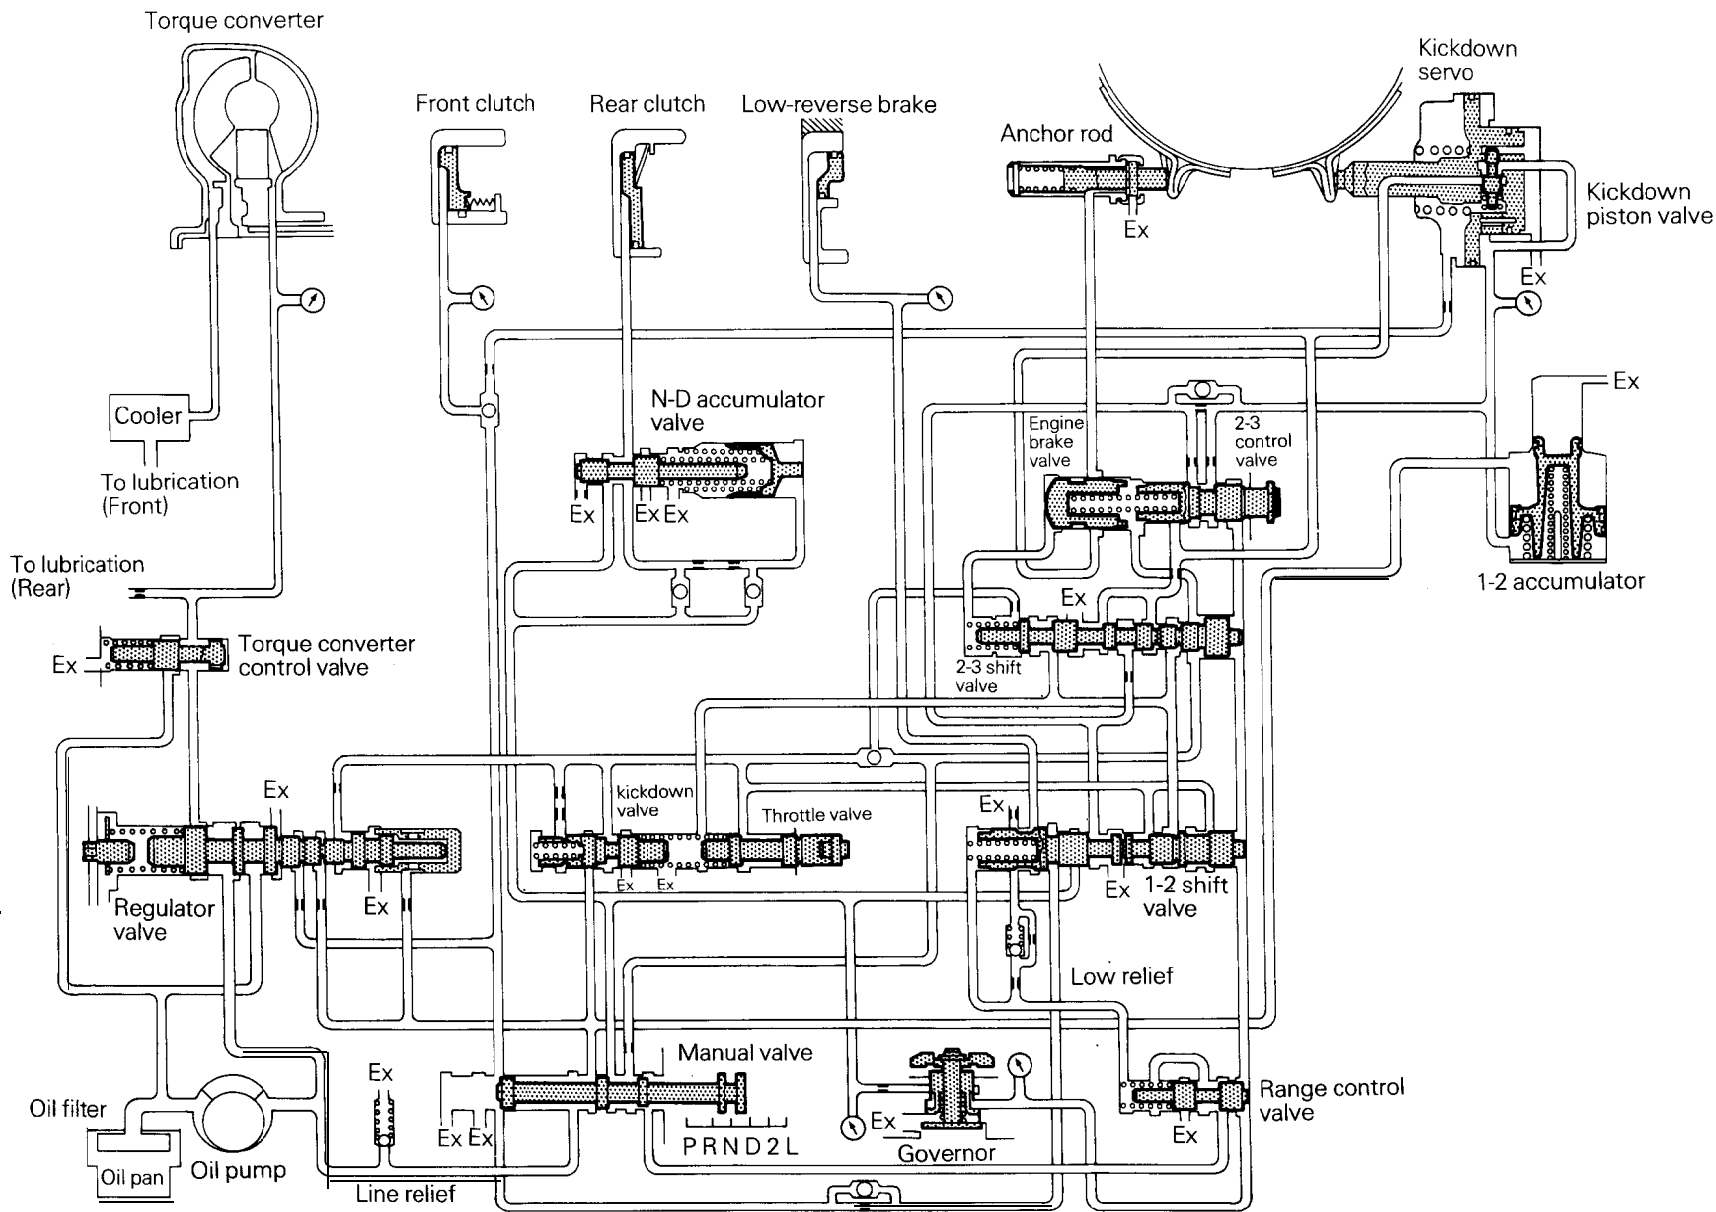 Torque converter
Kickdown
servo
Front clutch
Rear clutch
Low-reverse brake
Anchor rod
Kickdown
piston valve
Ex
Ex
Ex
Cooler
N-D accumulator
valve
Engine
brake
valve
2-3
control
valve
To lubrication
(Front)
Ex
Ex
Ex
To lubrication
(Rear)
1-2 accumulator
Ex
Ex
Torque converter
control valve
2-3 shift
valve
Ex
kickdown
valve
Throttle valve
Ex
Ex
Ex
Ex
Ex
1-2 shift
valve
Regulator
valve
Ex
Low relief
Manual valve
Ex
Oil filter
Range control
valve
Ex
Ex
Ex
Ex
P R N D 2 L
Governor
Oil pan
Oil pump
Line relief